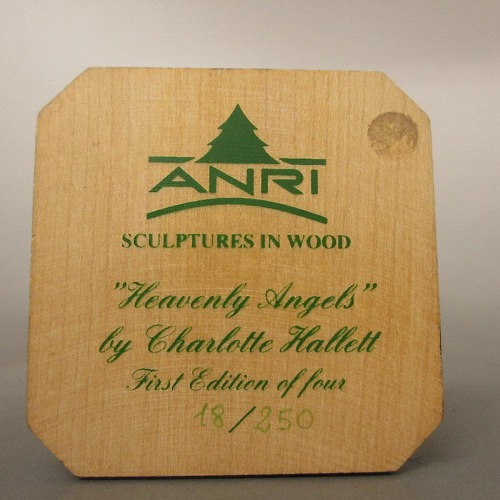 ANRI
SCULPTURES IN WOOD
"Heavenly Angels"
by Charlotte Hallett
First Edition of four
18/250